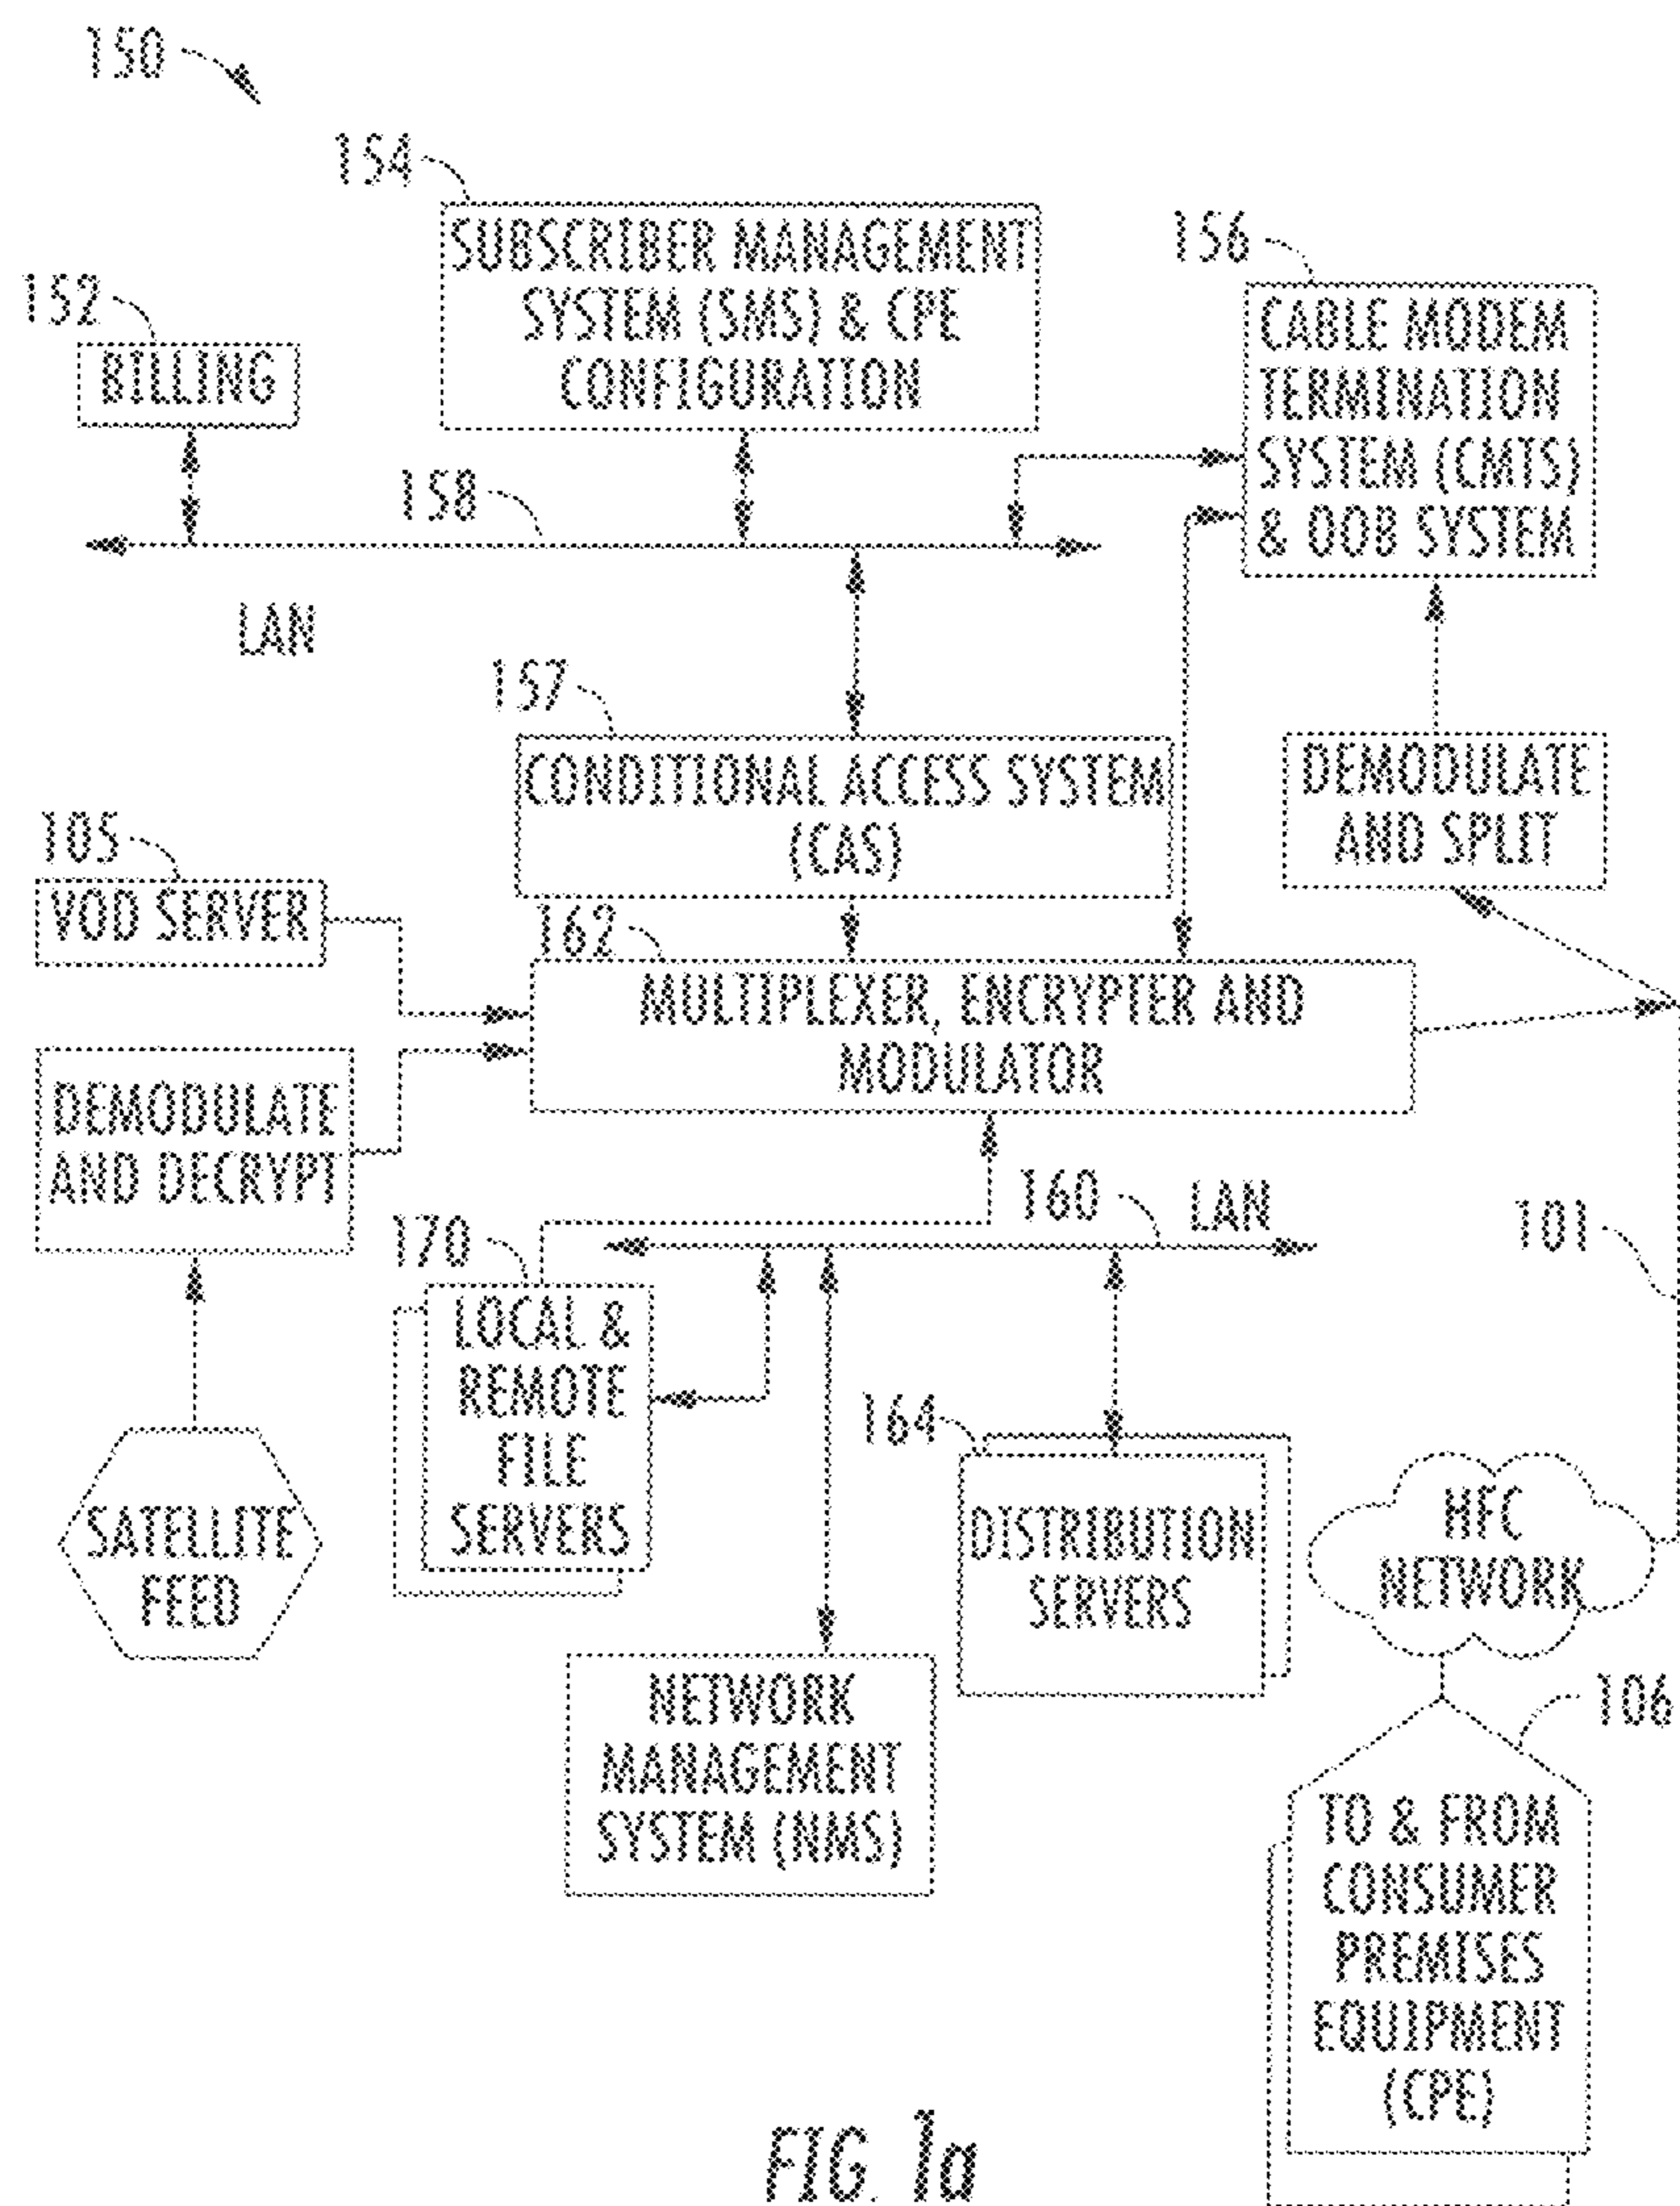 150
154
SUBSCRIBER MANAGEMENT
SYSTEM (SMS) & CPE
CONFIGURATION
156
CABLE MODEM
TERMINATION
SYSTEM (CMTS)
& OOB SYSTEM
152
BILLING
158
LAN
157
CONDITIONAL ACCESS SYSTEM
(CAS)
DEMODULATE
AND SPLIT
105
VOD SERVER
162
MULTIPLEXER, ENCRYPTER AND
MODULATOR
DEMODULATE
AND DECRYPT
160
LAN
101
170
LOCAL &
REMOTE
FILE
SERVERS
164
DISTRIBUTION
SERVERS
HFC
NETWORK
SATELLITE
FEED
NETWORK
MANAGEMENT
SYSTEM (NMS)
106
TO & FROM
CONSUMER
PREMISES
EQUIPMENT
(CPE)
FIG. 1a